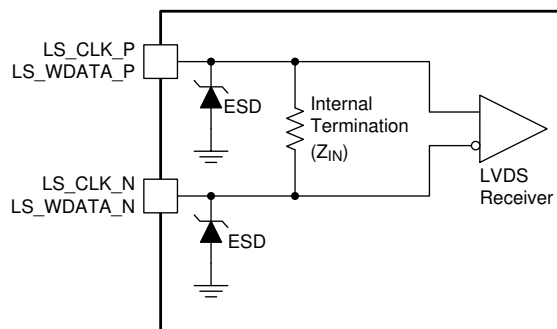 LS_CLK_P
LS_WDATA_P
ESD
Internal
Termination
(Z_IN)
LS_CLK_N
LS_WDATA_N
ESD
LVDS
Receiver